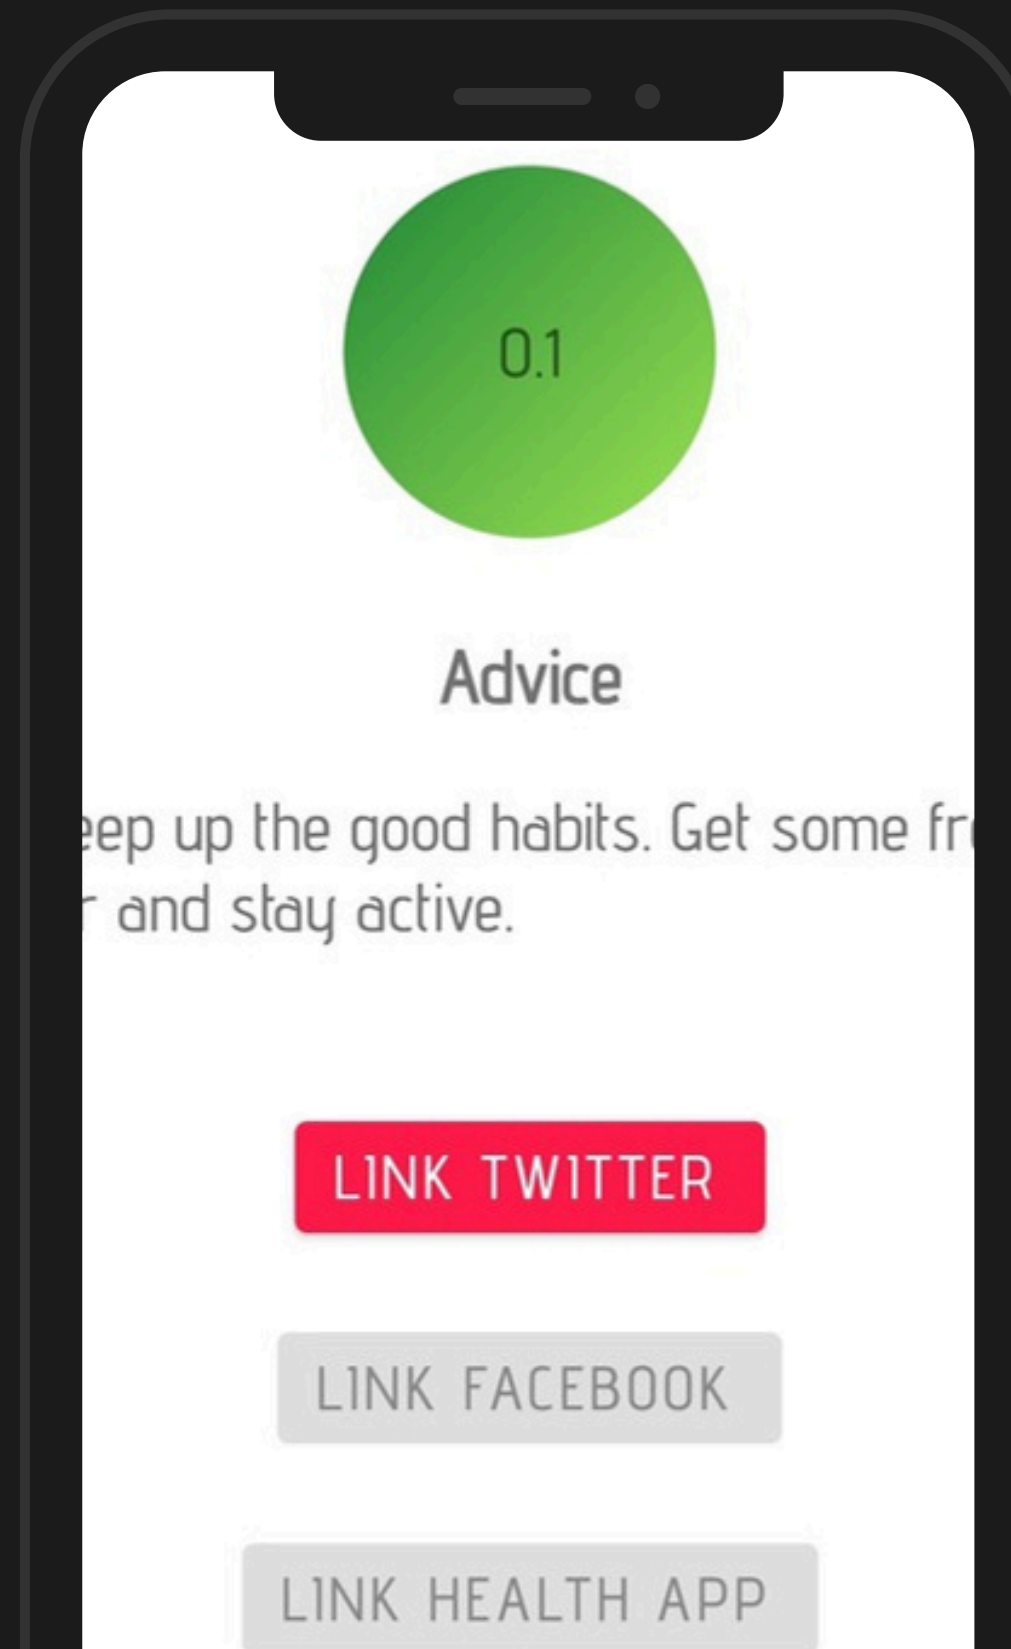 0.1
Advice
eep up the good habits. Get some fr
r and stay active.
LINK TWITTER
LINK FACEBOOK
LINK HEALTH APP